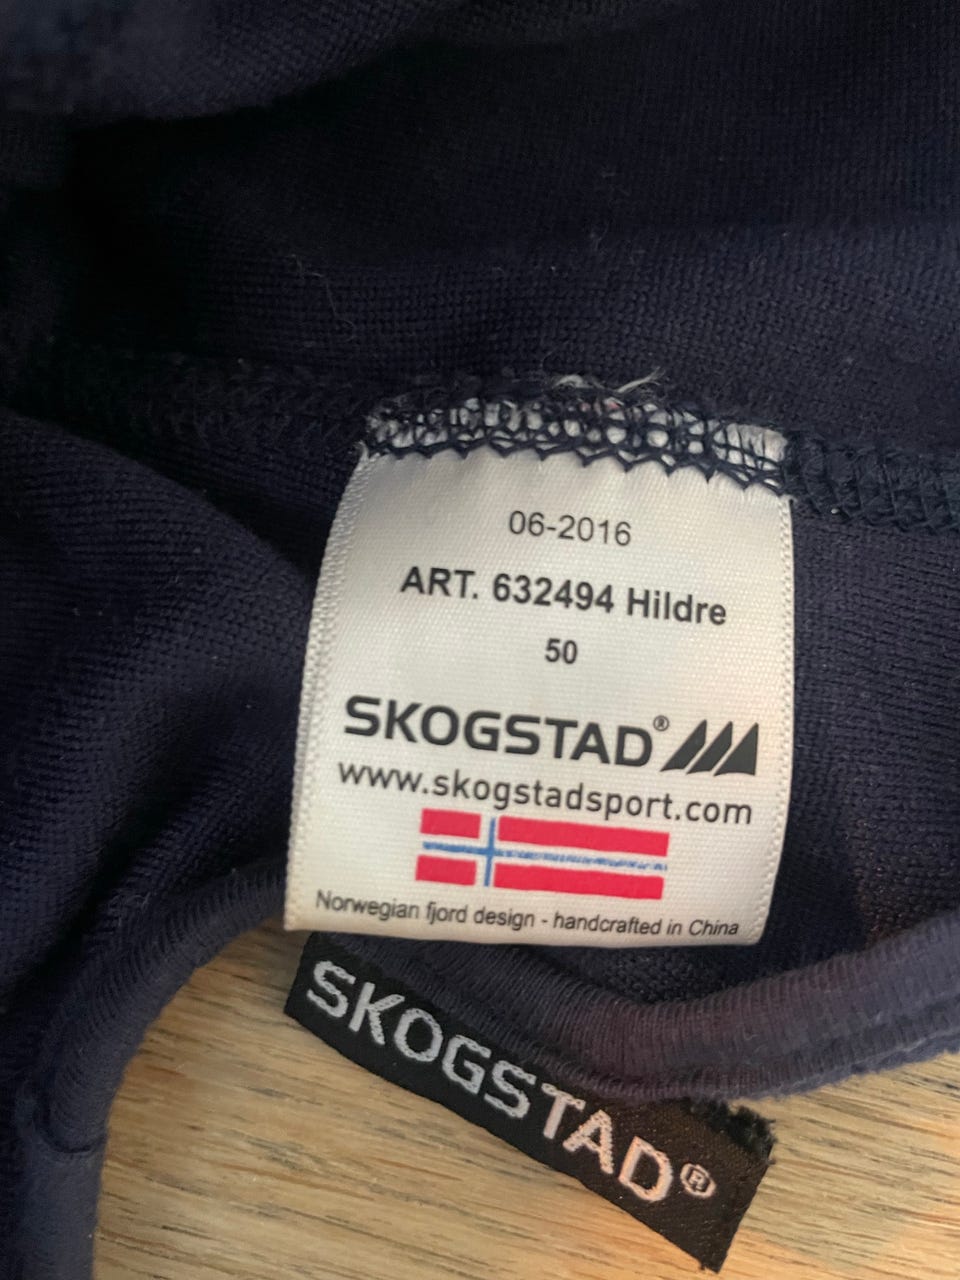 06-2016
ART. 632494 Hildre
50
SKOGSTAD®
www.skogstadsport.com
Norwegian fjord design - handcrafted in China
SKOGSTAD®